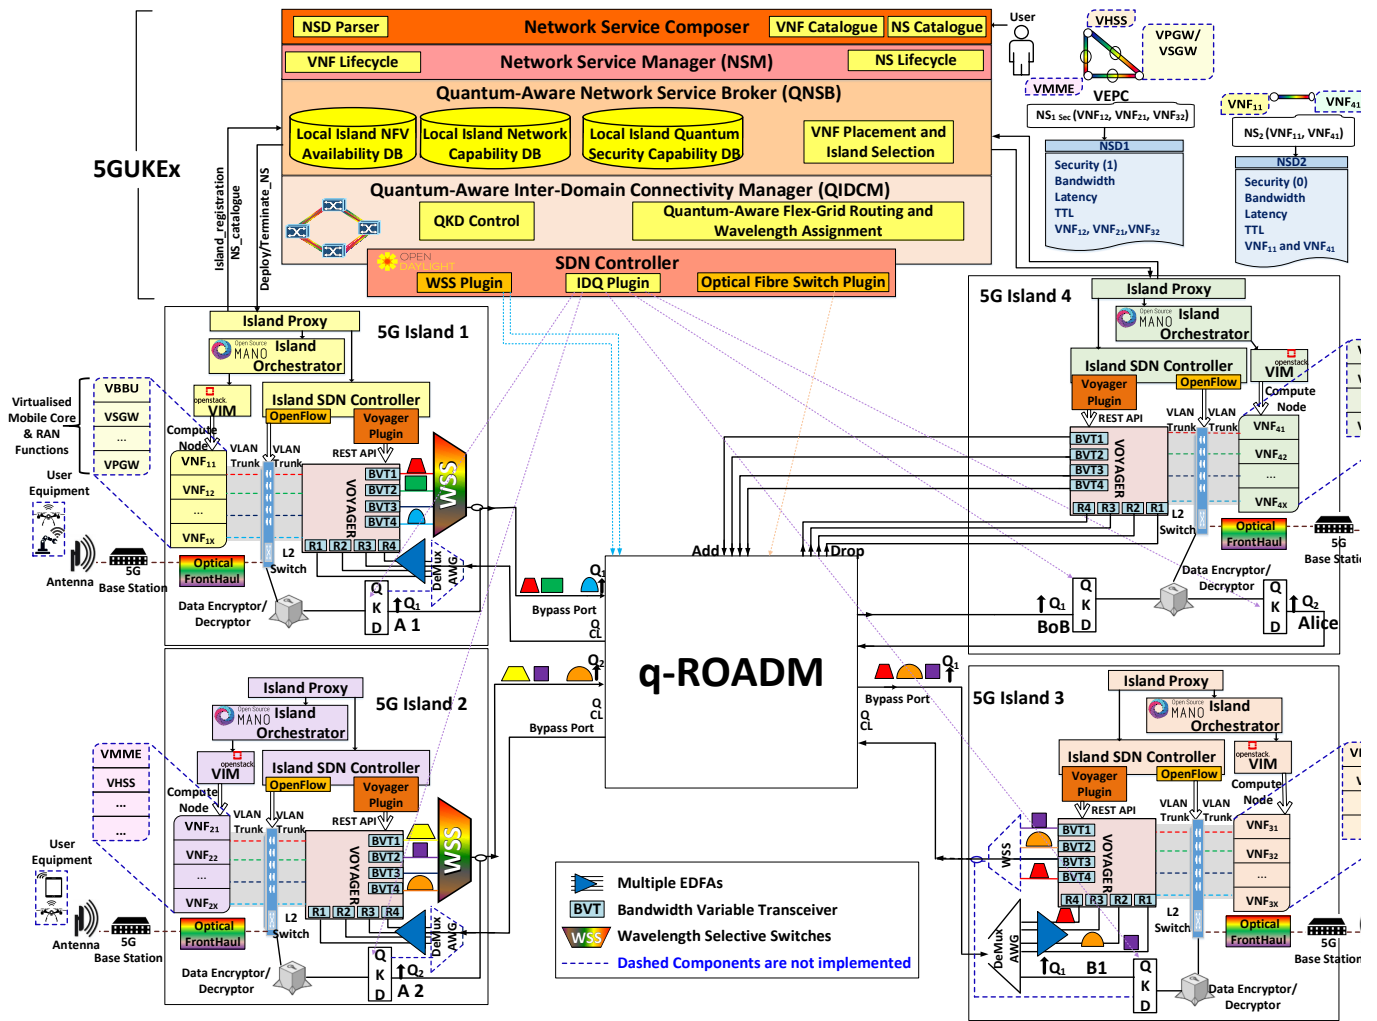 5GUKEx
NSD Parser
Network Service Composer
VNF Catalogue
NS Catalogue
VNF Lifecycle
Network Service Manager (NSM)
NS Lifecycle
Quantum-Aware Network Service Broker (QNSB)
Local Island NFV
Availability DB
Local Island Network
Capability DB
Local Island Quantum
Security Capability DB
VNF Placement and
Island Selection
Quantum-Aware Inter-Domain Connectivity Manager (QIDCM)
QKD Control
Quantum-Aware Flex-Grid Routing and
Wavelength Assignment
OPEN
DAYLIGHT
SDN Controller
WSS Plugin
IDQ Plugin
Optical Fibre Switch Plugin
Island_registration
NS_catalogue
Deploy/Terminate_NS
User
VHSS
VPGW/
VSGW
VMME
VEPC
NS1 Sec (VNF12, VNF21, VNF32)
NSD1
Security (1)
Bandwidth
Latency
TTL
VNF12, VNF21,VNF32
VNF11
VNF41
NS2 (VNF11, VNF41)
NSD2
Security (0)
Bandwidth
Latency
TTL
VNF11 and VNF41
5G Island 1
Island Proxy
Open Source
MANO
Island
Orchestrator
openstack
VIM
Island SDN Controller
OpenFlow
Voyager
Plugin
REST API
Virtualised
Mobile Core
& RAN
Functions
VBBU
VSGW
...
VPGW
Compute
Node
VLAN
Trunk
VLAN
Trunk
VNF11
VNF12
...
VNF1X
VOYAGER
BVT1
BVT2
BVT3
BVT4
R1
R2
R3
R4
WSS
DeMux
AWG
User
Equipment
Antenna
5G
Base Station
Optical
FrontHaul
L2
Switch
Data Encryptor/
Decryptor
Q
K
D
Q1
A 1
5G Island 2
Island Proxy
Open Source
MANO
Island
Orchestrator
openstack
VIM
Island SDN Controller
OpenFlow
Voyager
Plugin
REST API
VMME
VHSS
...
...
Compute
Node
VLAN
Trunk
VLAN
Trunk
VNF21
VNF22
...
VNF2X
VOYAGER
BVT1
BVT2
BVT3
BVT4
R1
R2
R3
R4
WSS
DeMux
AWG
User
Equipment
Antenna
5G
Base Station
Optical
FrontHaul
L2
Switch
Data Encryptor/
Decryptor
Q
K
D
Q2
A 2
q-ROADM
Add
Drop
Q1
Bypass Port
Q
CL
Q2
Bypass Port
Q
CL
Q1
Bypass Port
Q
CL
5G Island 4
Island Proxy
Open Source
MANO
Island
Orchestrator
openstack
VIM
Island SDN Controller
Voyager
Plugin
OpenFlow
REST API
VLAN
Trunk
VLAN
Trunk
Compute
Node
VNF41
VNF42
...
VNF4X
BVT1
BVT2
BVT3
BVT4
VOYAGER
R4
R3
R2
R1
L2
Switch
Optical
FrontHaul
5G
Base Station
Data Encryptor/
Decryptor
Q1
BoB
Q
K
D
Q
K
D
Q2
Alice
5G Island 3
Island Proxy
Open Source
MANO
Island
Orchestrator
openstack
VIM
Island SDN Controller
Voyager
Plugin
OpenFlow
REST API
VLAN
Trunk
VLAN
Trunk
Compute
Node
VNF31
VNF32
...
VNF3X
WSS
BVT1
BVT2
BVT3
BVT4
VOYAGER
R4
R3
R2
R1
DeMux
AWG
L2
Switch
Optical
FrontHaul
5G
Base Station
Q1
B1
Q
K
D
Data Encryptor/
Decryptor
Multiple EDFAs
BVT
Bandwidth Variable Transceiver
WSS
Wavelength Selective Switches
Dashed Components are not implemented